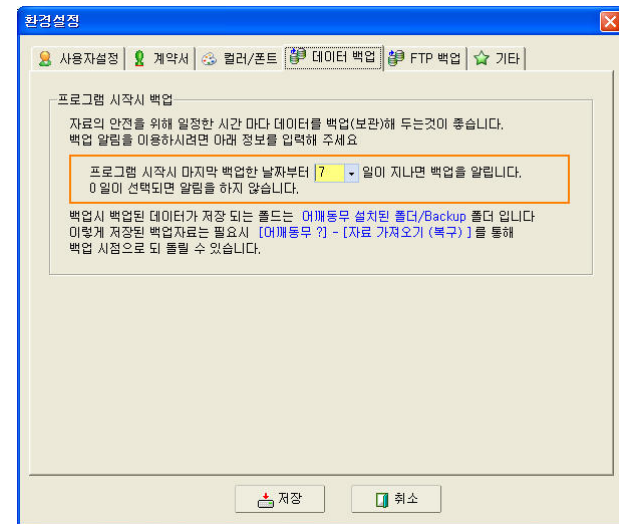 환경설정
사용자설정 계약서 컬러/폰트 데이터 백업 FTP 백업 기타
프로그램 시작시 백업
자료의 안전을 위해 일정한 시간 마다 데이터를 백업(보관)해 두는것이 좋습니다.
백업 알림을 이용하시려면 아래 정보를 입력해 주세요
프로그램 시작시 마지막 백업한 날짜부터 7 일이 지나면 백업을 알립니다.
0 일이 선택되면 알림을 하지 않습니다.
백업시 백업된 데이터가 저장 되는 폴드는 어깨동무 설치된 폴더/Backup 폴더 입니다
이렇게 저장된 백업자료는 필요시 [어깨동무 ?] - [자료 가져오기 (복구) ] 를 통해
백업 시점으로 되 돌릴 수 있습니다.
저장 취소